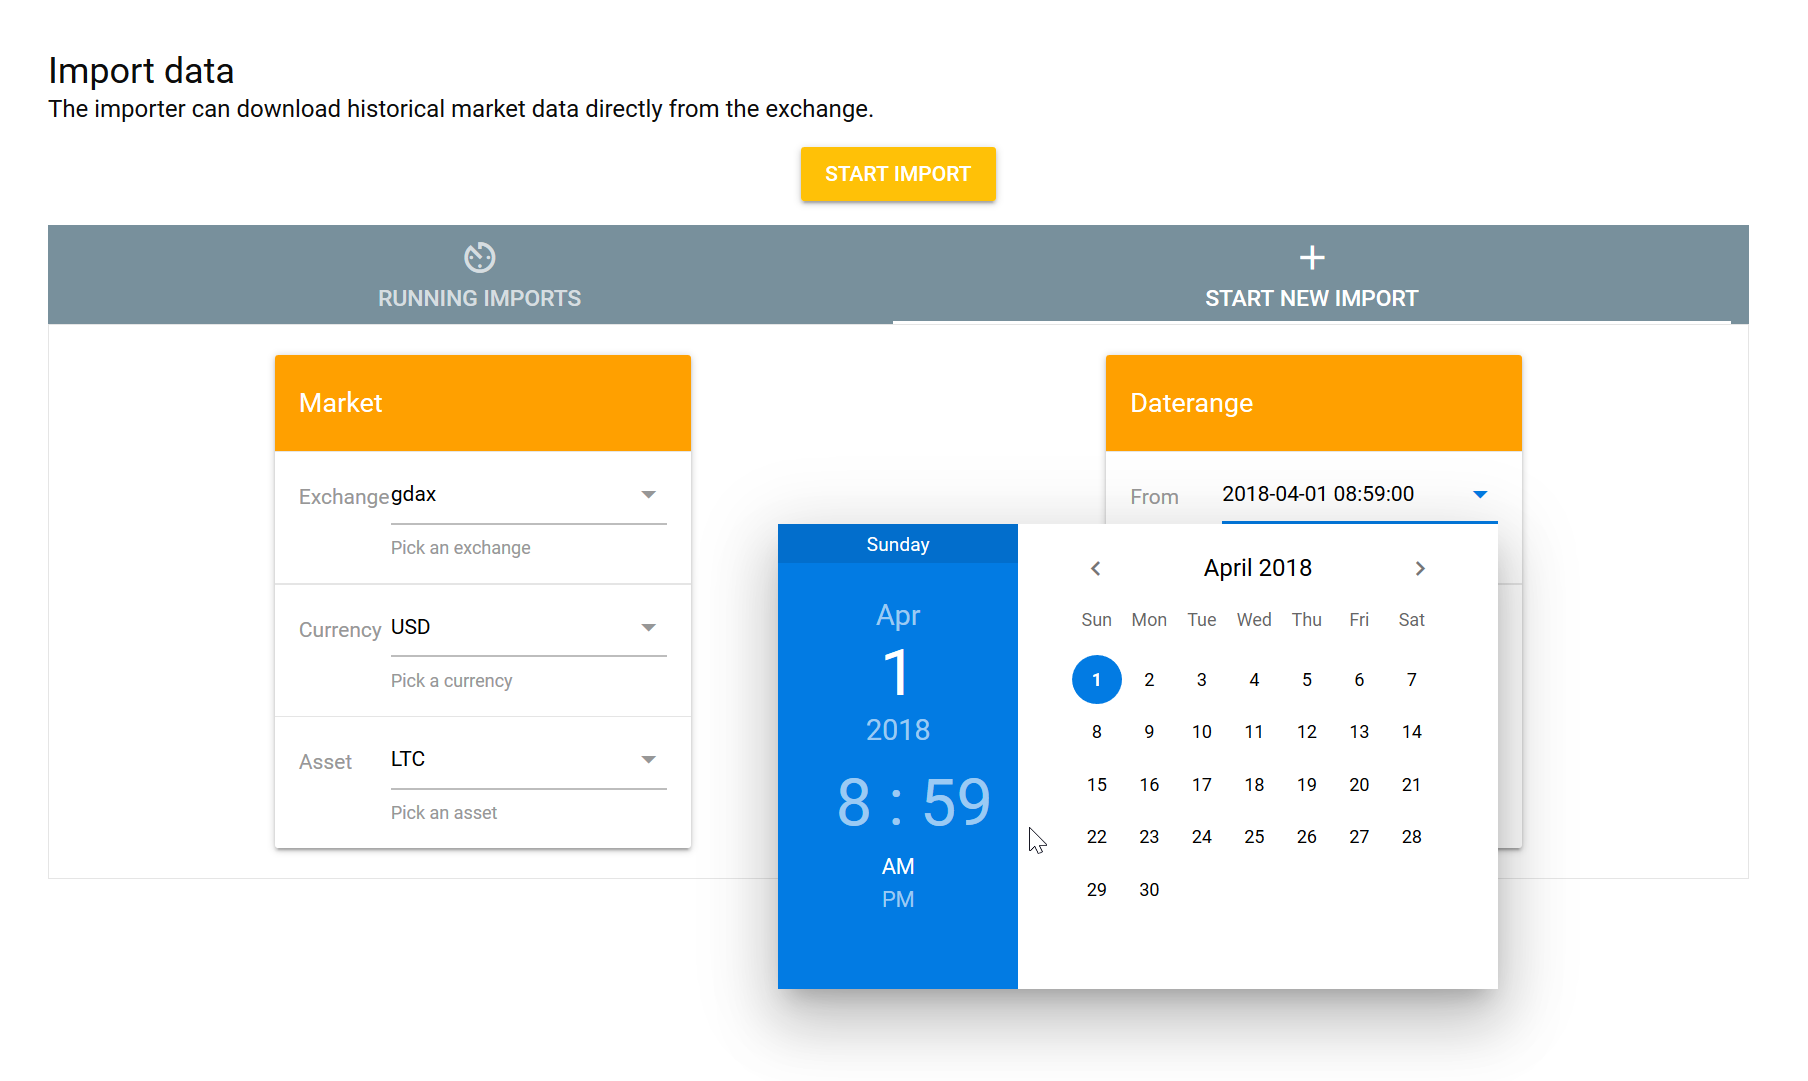 Import data
The importer can download historical market data directly from the exchange.
START IMPORT
RUNNING IMPORTS
START NEW IMPORT
Market
Exchange gdax
Pick an exchange
Currency USD
Pick a currency
Asset LTC
Pick an asset
Daterange
From 2018-04-01 08:59:00
Sunday
Apr
1
2018
8 : 59
AM
PM
April 2018
Sun Mon Tue Wed Thu Fri Sat
1 2 3 4 5 6 7
8 9 10 11 12 13 14
15 16 17 18 19 20 21
22 23 24 25 26 27 28
29 30